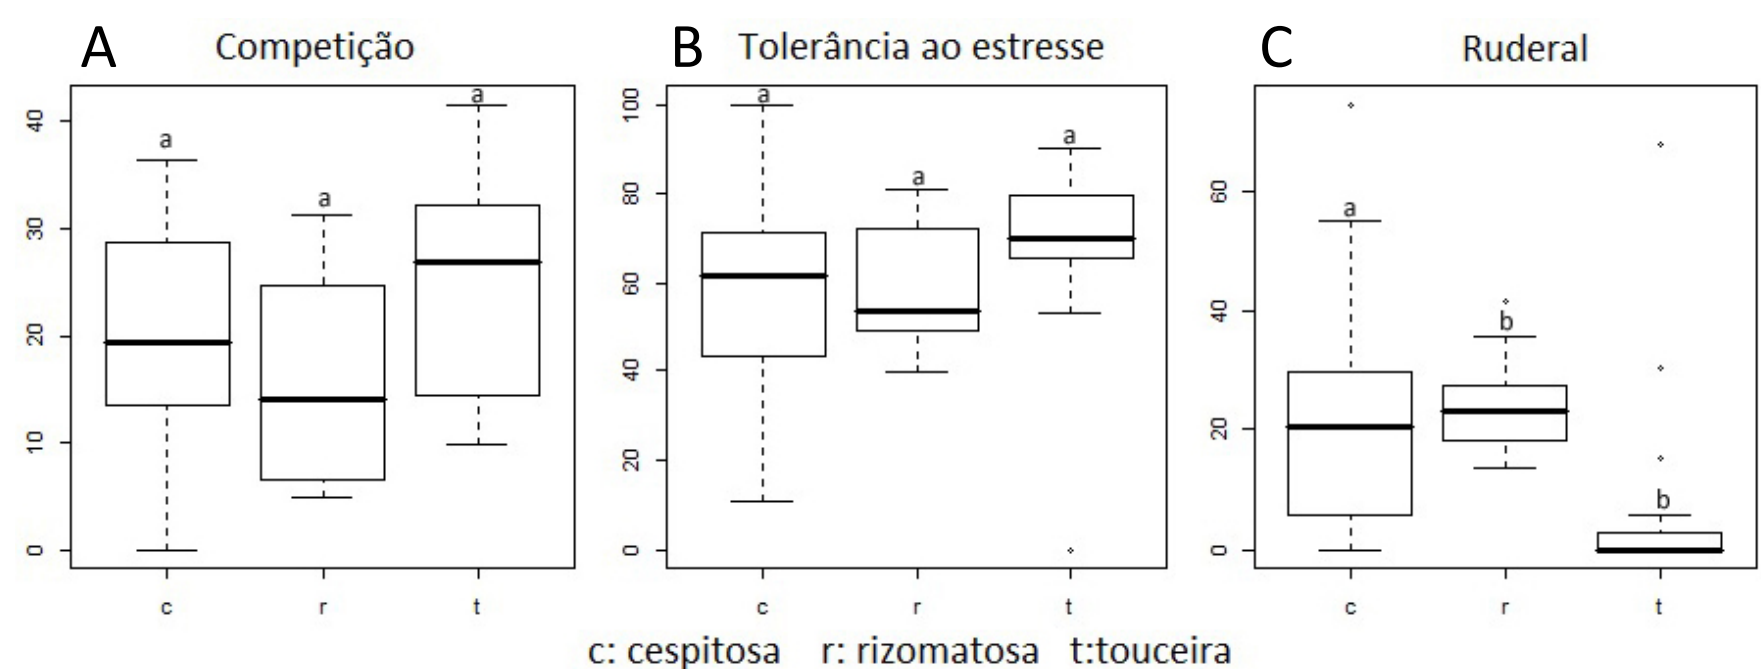 A Competição B Tolerância ao estresse C Ruderal
40 30 20 10 0 a a a
100 80 60 40 20 0 a a a
60 40 20 0 a b b
c r t c r t c r t
c: cespitosa r: rizomatosa t:touceira